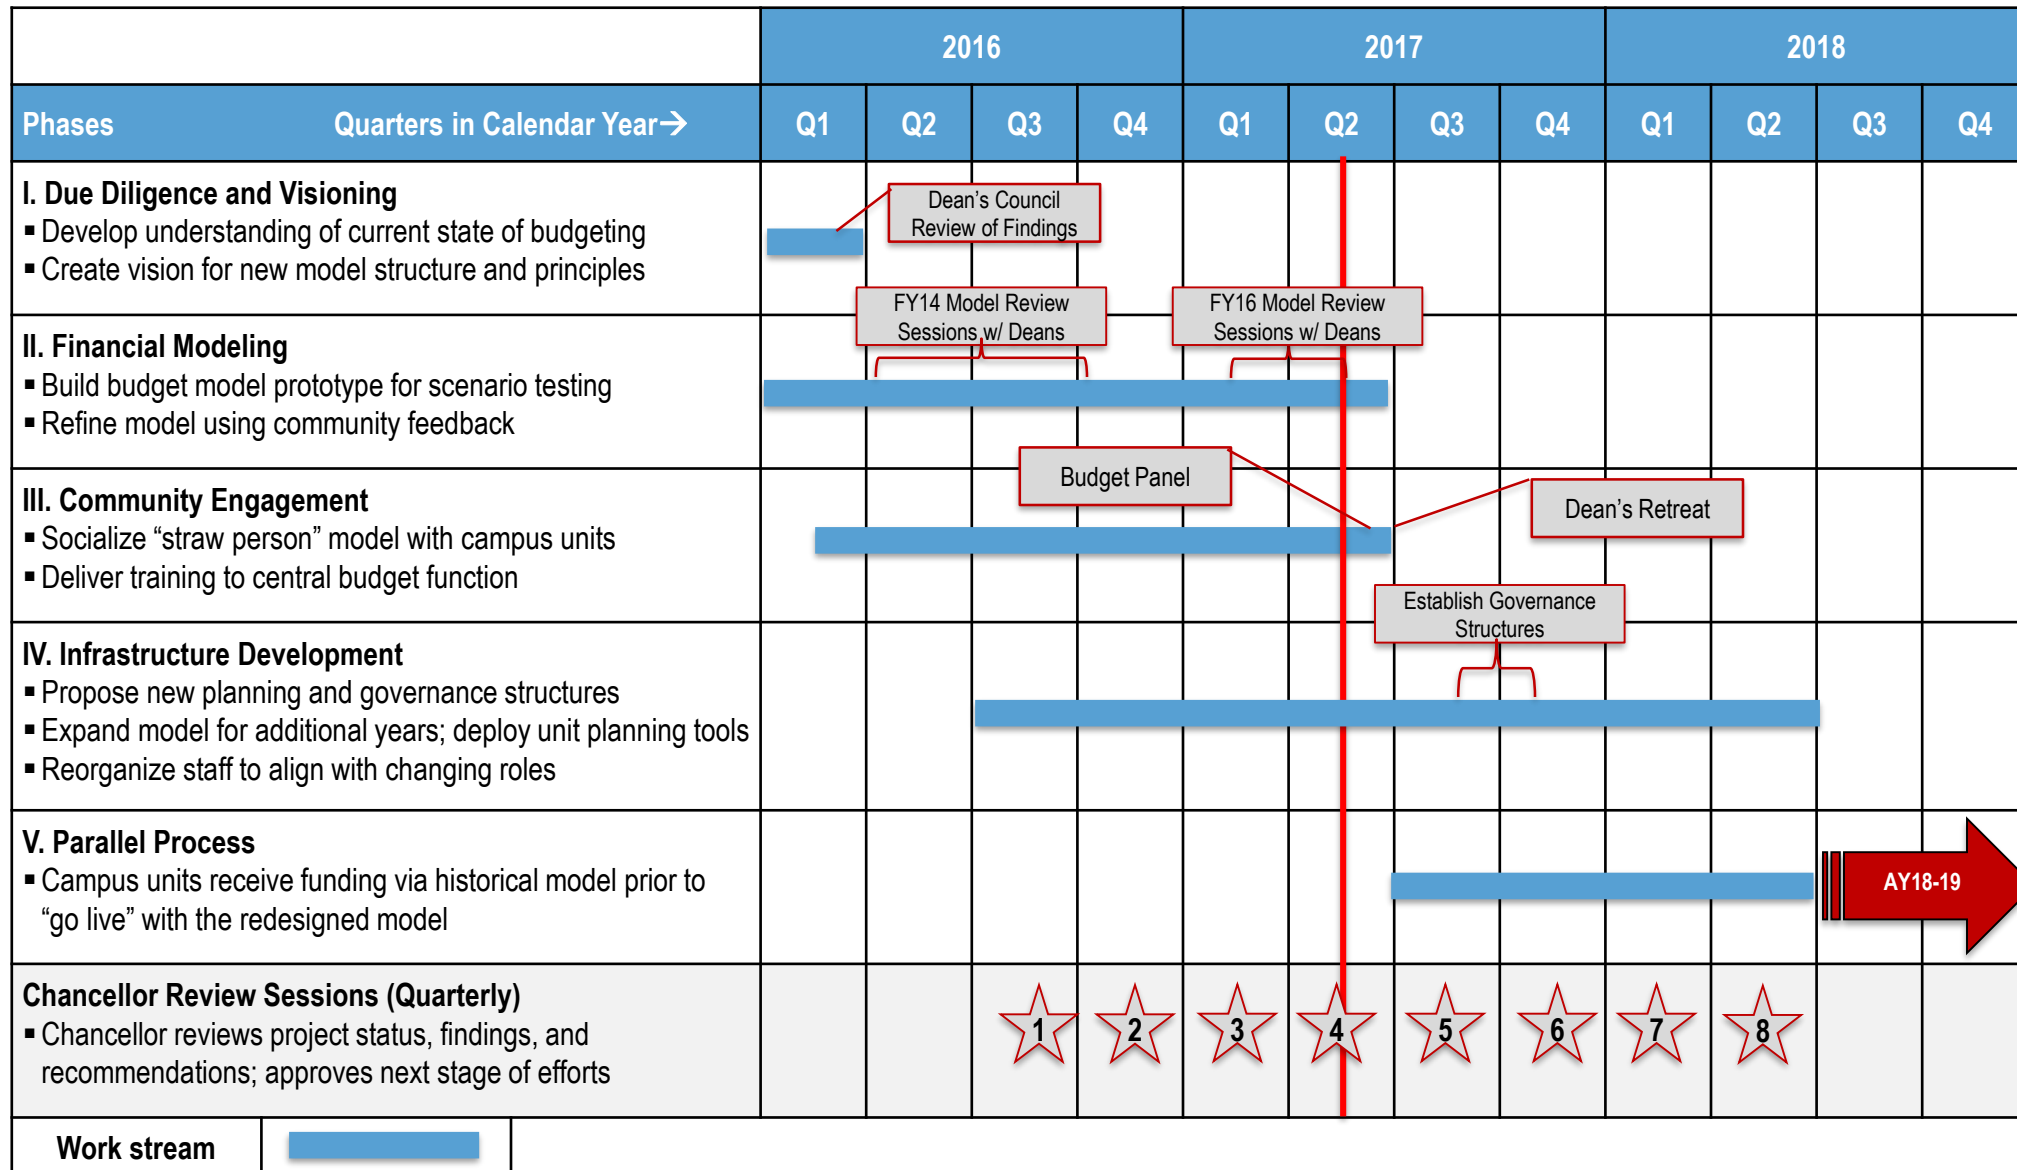 2016
2017
2018
Phases Quarters in Calendar Year→
Q1 Q2 Q3 Q4 Q1 Q2 Q3 Q4 Q1 Q2 Q3 Q4
I. Due Diligence and Visioning
▪ Develop understanding of current state of budgeting
▪ Create vision for new model structure and principles
Dean’s Council
Review of Findings
FY14 Model Review
Sessions w/ Deans
FY16 Model Review
Sessions w/ Deans
II. Financial Modeling
▪ Build budget model prototype for scenario testing
▪ Refine model using community feedback
Budget Panel
Dean’s Retreat
III. Community Engagement
▪ Socialize “straw person” model with campus units
▪ Deliver training to central budget function
Establish Governance
Structures
IV. Infrastructure Development
▪ Propose new planning and governance structures
▪ Expand model for additional years; deploy unit planning tools
▪ Reorganize staff to align with changing roles
V. Parallel Process
▪ Campus units receive funding via historical model prior to
“go live” with the redesigned model
AY18-19
Chancellor Review Sessions (Quarterly)
▪ Chancellor reviews project status, findings, and
recommendations; approves next stage of efforts
1 2 3 4 5 6 7 8
Work stream